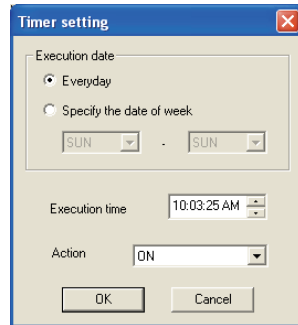 Timer setting
Execution date
Everyday
Specify the date of week
SUN - SUN
Execution time 10:03:25 AM
Action ON
OK Cancel